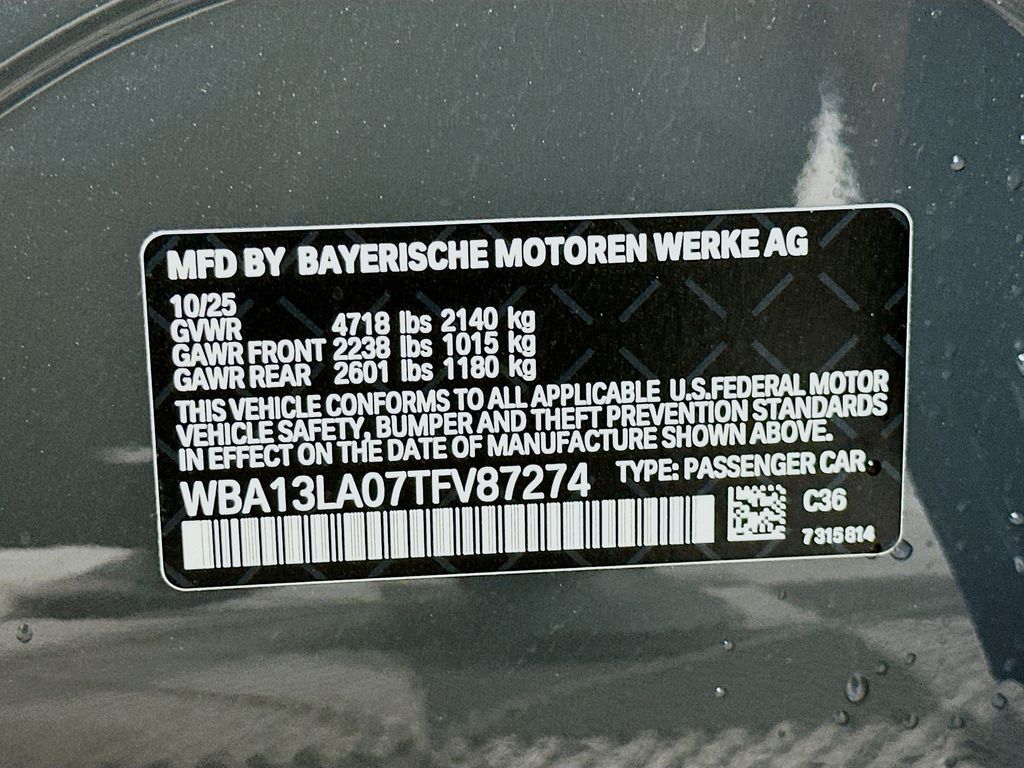 MFD BY BAYERISCHE MOTOREN WERKE AG
10/25
GVWR 4718 lbs 2140 kg
GAWR FRONT 2238 lbs 1015 kg
GAWR REAR 2601 lbs 1180 kg
THIS VEHICLE CONFORMS TO ALL APPLICABLE U.S.FEDERAL MOTOR
VEHICLE SAFETY, BUMPER AND THEFT PREVENTION STANDARDS
IN EFFECT ON THE DATE OF MANUFACTURE SHOWN ABOVE.
WBA13LA07TFV87274 TYPE: PASSENGER CAR
C36
7315814